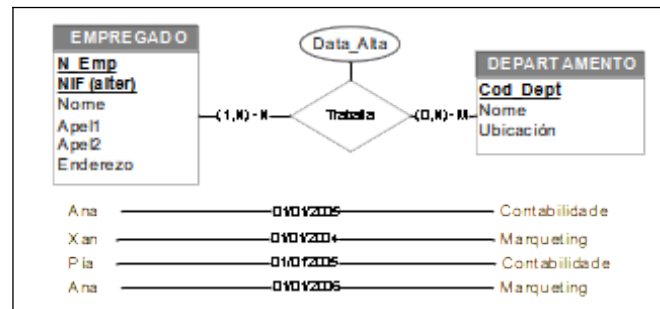 EMPREGADO
N_Emp
NIF (alter)
Nome
Apel1
Apel2
Enderezo
(1,N) - N
Data_Alta
Traballa
(0,N) - M
DEPARTAMENTO
Cod_Dept
Nome
Ubicación
Ana 01/01/2005 Contabilidade
Xan 01/01/2004 Marqueting
Pía 01/01/2005 Contabilidade
Ana 01/01/2006 Marqueting